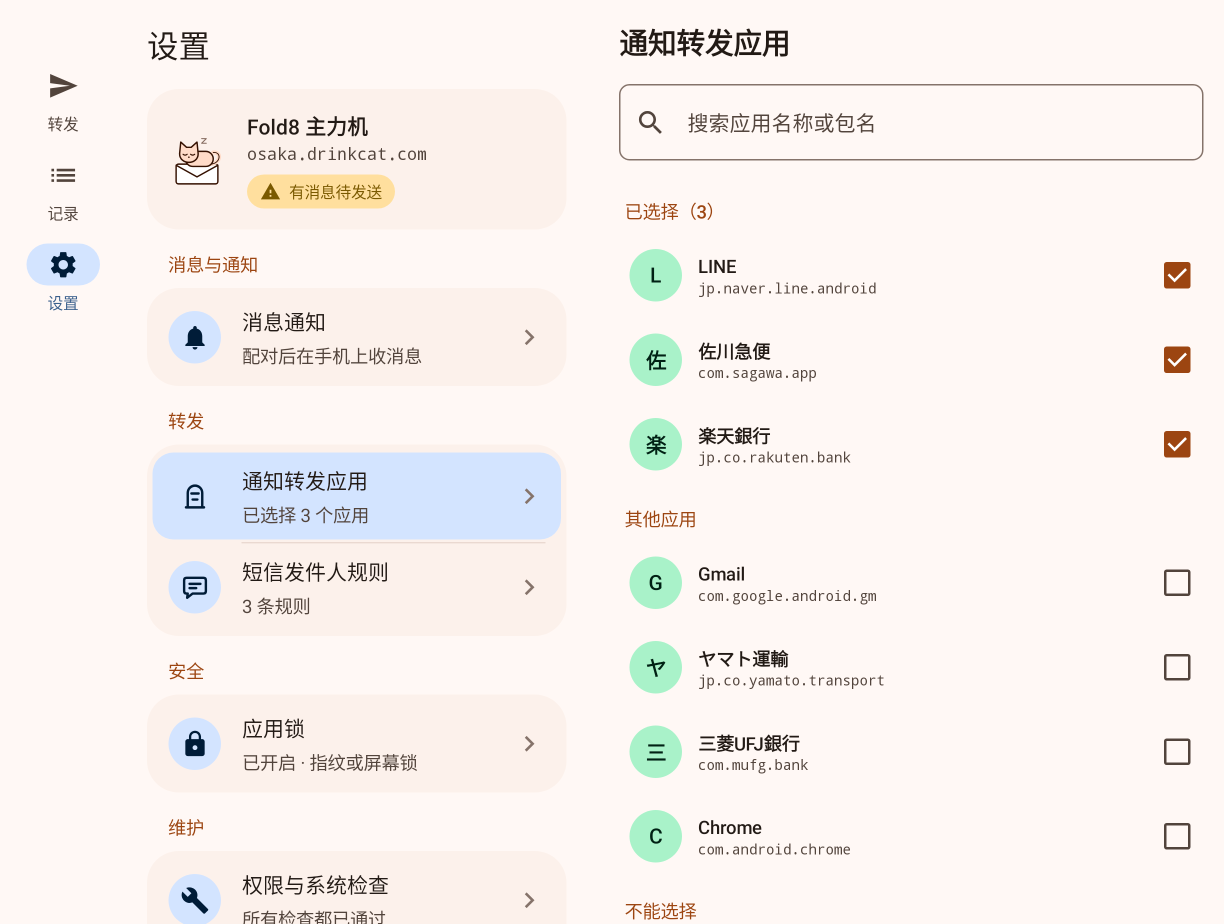 转发
记录
设置
设置
Fold8 主力机
osaka.drinkcat.com
有消息待发送
消息与通知
消息通知
配对后在手机上收消息
转发
通知转发应用
已选择 3 个应用
短信发件人规则
3 条规则
安全
应用锁
已开启 · 指纹或屏幕锁
维护
权限与系统检查
所有检查都已通过
通知转发应用
搜索应用名称或包名
已选择（3）
L
LINE
jp.naver.line.android
佐
佐川急便
com.sagawa.app
楽
楽天銀行
jp.co.rakuten.bank
其他应用
G
Gmail
com.google.android.gm
ヤ
ヤマト運輸
jp.co.yamato.transport
三
三菱UFJ銀行
com.mufg.bank
C
Chrome
com.android.chrome
不能选择